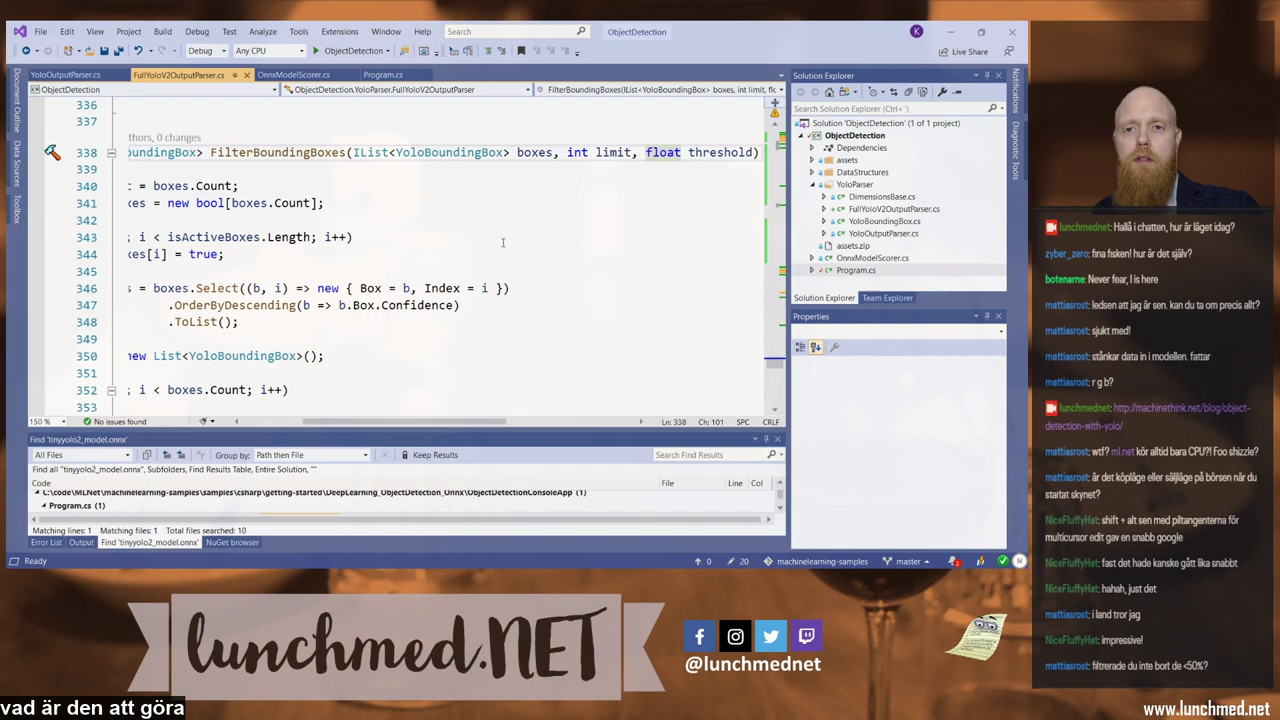 File Edit View Project Build Debug Test Analyze Tools Extensions Window Help Search ObjectDetection K
Debug Any CPU ObjectDetection Live Share
YoloOutputParser.cs FullYoloV2OutputParser.cs OnnxModelScorer.cs Program.cs
ObjectDetection ObjectDetection.YoloParser.FullYoloV2OutputParser FilterBoundingBoxes(IList<YoloBoundingBox> boxes, int limit, flo
Document Outline
Data Sources
Toolbox
336
337
thors, 0 changes
338 oundingBox> FilterBoundingBoxes(IList<YoloBoundingBox> boxes, int limit, float threshold)
339
340 : = boxes.Count;
341 kes = new bool[boxes.Count];
342
343 ; i < isActiveBoxes.Length; i++)
344 kes[i] = true;
345
346 s = boxes.Select((b, i) => new { Box = b, Index = i })
347 .OrderByDescending(b => b.Box.Confidence)
348 .ToList();
349
350 new List<YoloBoundingBox>();
351
352 ; i < boxes.Count; i++)
353
150 % No issues found Ln: 338 Ch: 101 SPC CRLF
Find 'tinyyolo2_model.onnx'
All Files Group by: Path then File Keep Results Search Find Results
Find all "tinyyolo2_model.onnx", Subfolders, Find Results Table, Entire Solution, ""
Code File Line Col
C:\code\MLNet\machinelearning-samples\samples\csharp\getting-started\DeepLearning_ObjectDetection_Onnx\ObjectDetectionConsoleApp (1)
Program.cs (1)
Matching lines: 1 Matching files: 1 Total files searched: 10
Error List Output Find 'tinyyolo2_model.onnx' NuGet browser
Ready 0 20 machinelearning-samples master 3 N
Solution Explorer
Search Solution Explorer (Ctrl+¨)
Solution 'ObjectDetection' (1 of 1 project)
ObjectDetection
Dependencies
assets
DataStructures
YoloParser
DimensionsBase.cs
FullYoloV2OutputParser.cs
YoloBoundingBox.cs
YoloOutputParser.cs
assets.zip
OnnxModelScorer.cs
Program.cs
Solution Explorer Team Explorer
Properties
Notifications
Diagnostic Tools
lunchmednet: Hallå i chatten, hur är läget idag?
zyber_zero: fina fisken! hur är det själv?
botename: Never fear, I is here
mattiasrost: ledsen att jag är sen. kan du ta om precis allt?
mattiasrost: sjukt med!
mattiasrost: stånkar data in i modellen. fattar
mattiasrost: r g b?
lunchmednet: http://machinethink.net/blog/object-
detection-with-yolo/
mattiasrost: wtf? ml.net kör alltid bara CPU?! Foo shizzle?
mattiasrost: är det köpläge eller säljläge på börsen när du
startat skynet?
NiceFluffyHat: shift + alt sen med piltangenterna för
multicursor edit gav en snabb google
NiceFluffyHat: fast det hade kanske gått lika snabbt
NiceFluffyHat: hahah, just det
mattiasrost: i land tror jag
NiceFluffyHat: impressive!
mattiasrost: filtrerade du inte bort de <50%?
lunchmed.NET
@lunchmednet
vad är den att göra
www.lunchmed.net